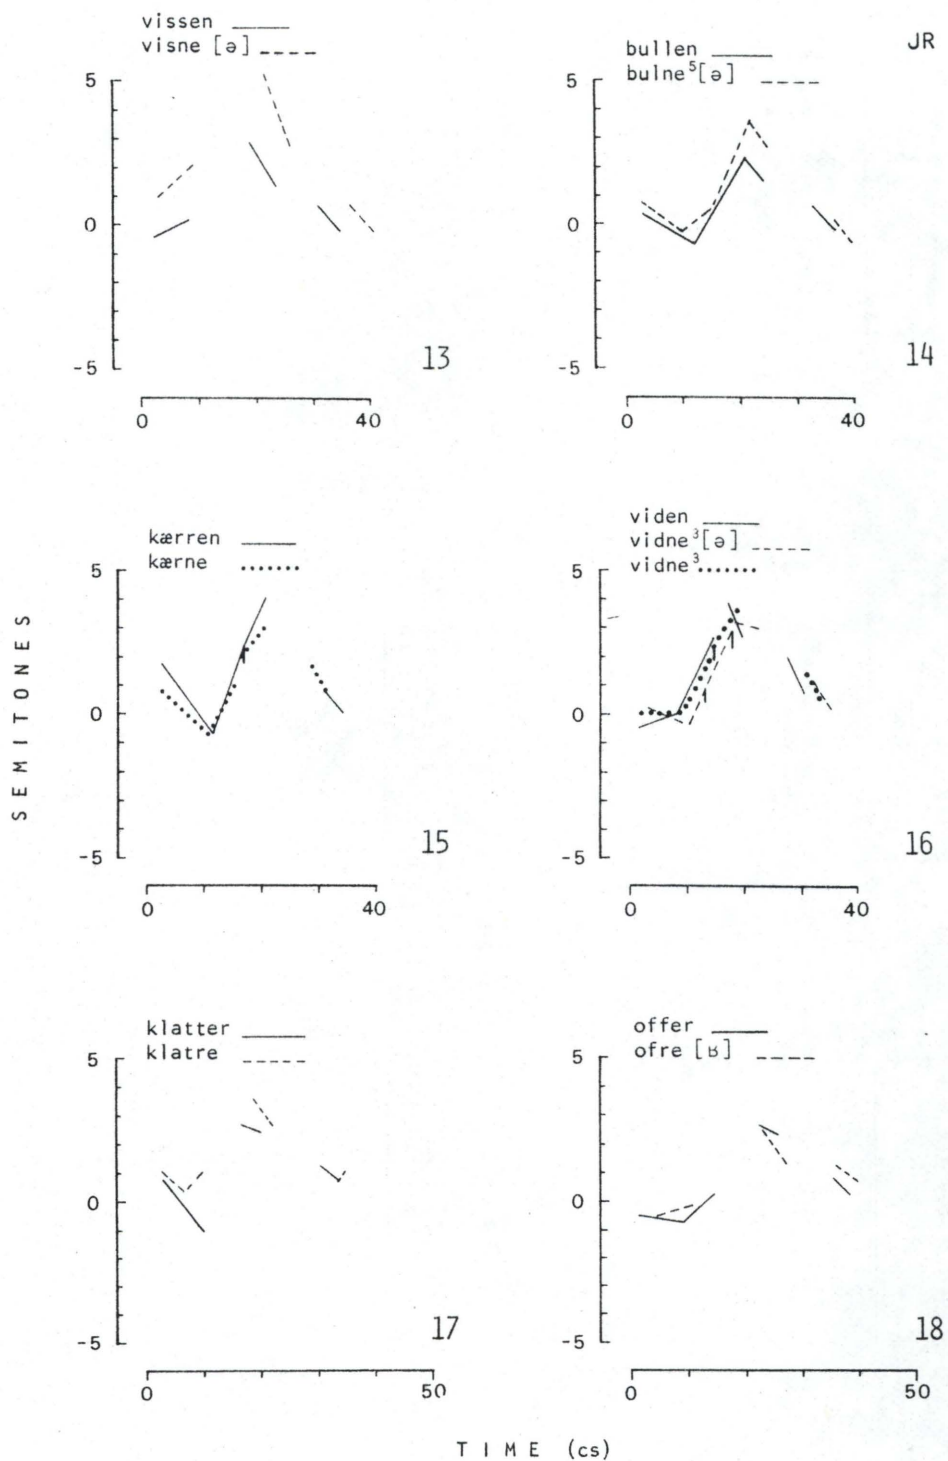 vissen
visne [ə]
5
0
-5
0
40
13
JR
bullen
bulne⁵[ə]
5
0
-5
0
40
14
kærren
kærne
5
0
-5
0
40
15
viden
vidne³[ə]
vidne³
5
0
-5
0
40
16
SEMITONES
klatter
klatre
5
0
-5
0
50
17
offer
ofre [ʁ]
5
0
-5
0
50
18
TIME (cs)